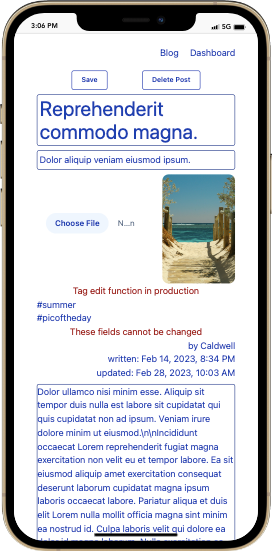 3:06 PM 5G
Blog Dashboard
Save Delete Post
Reprehenderit
commodo magna.
Dolor aliquip veniam eiusmod ipsum.
Choose File N...n
Tag edit function in production
#summer
#picoftheday
These fields cannot be changed
by Caldwell
written: Feb 14, 2023, 8:34 PM
updated: Feb 28, 2023, 10:03 AM
Dolor ullamco nisi minim esse. Aliquip sit
tempor duis nulla est labore sit cupidatat qui
quis cupidatat non ad ipsum. Veniam irure
dolore minim ut eiusmod.\n\nIncididunt
occaecat Lorem reprehenderit fugiat magna
exercitation non velit eu et tempor labore. Ea sit
eiusmod aliquip amet exercitation consequat
deserunt laborum cupidatat magna ipsum
laboris occaecat labore. Pariatur aliqua et duis
elit Lorem nulla mollit officia magna sint minim
ea nostrud id. Culpa laboris velit qui dolore ea